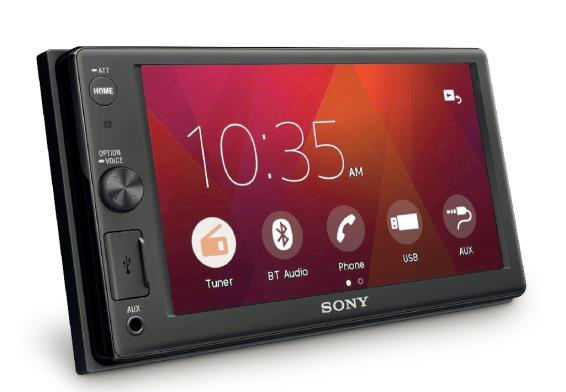 ATT
HOME
OPTION
VOICE
AUX
10:35 AM
Tuner
BT Audio
Phone
USB
AUX
SONY